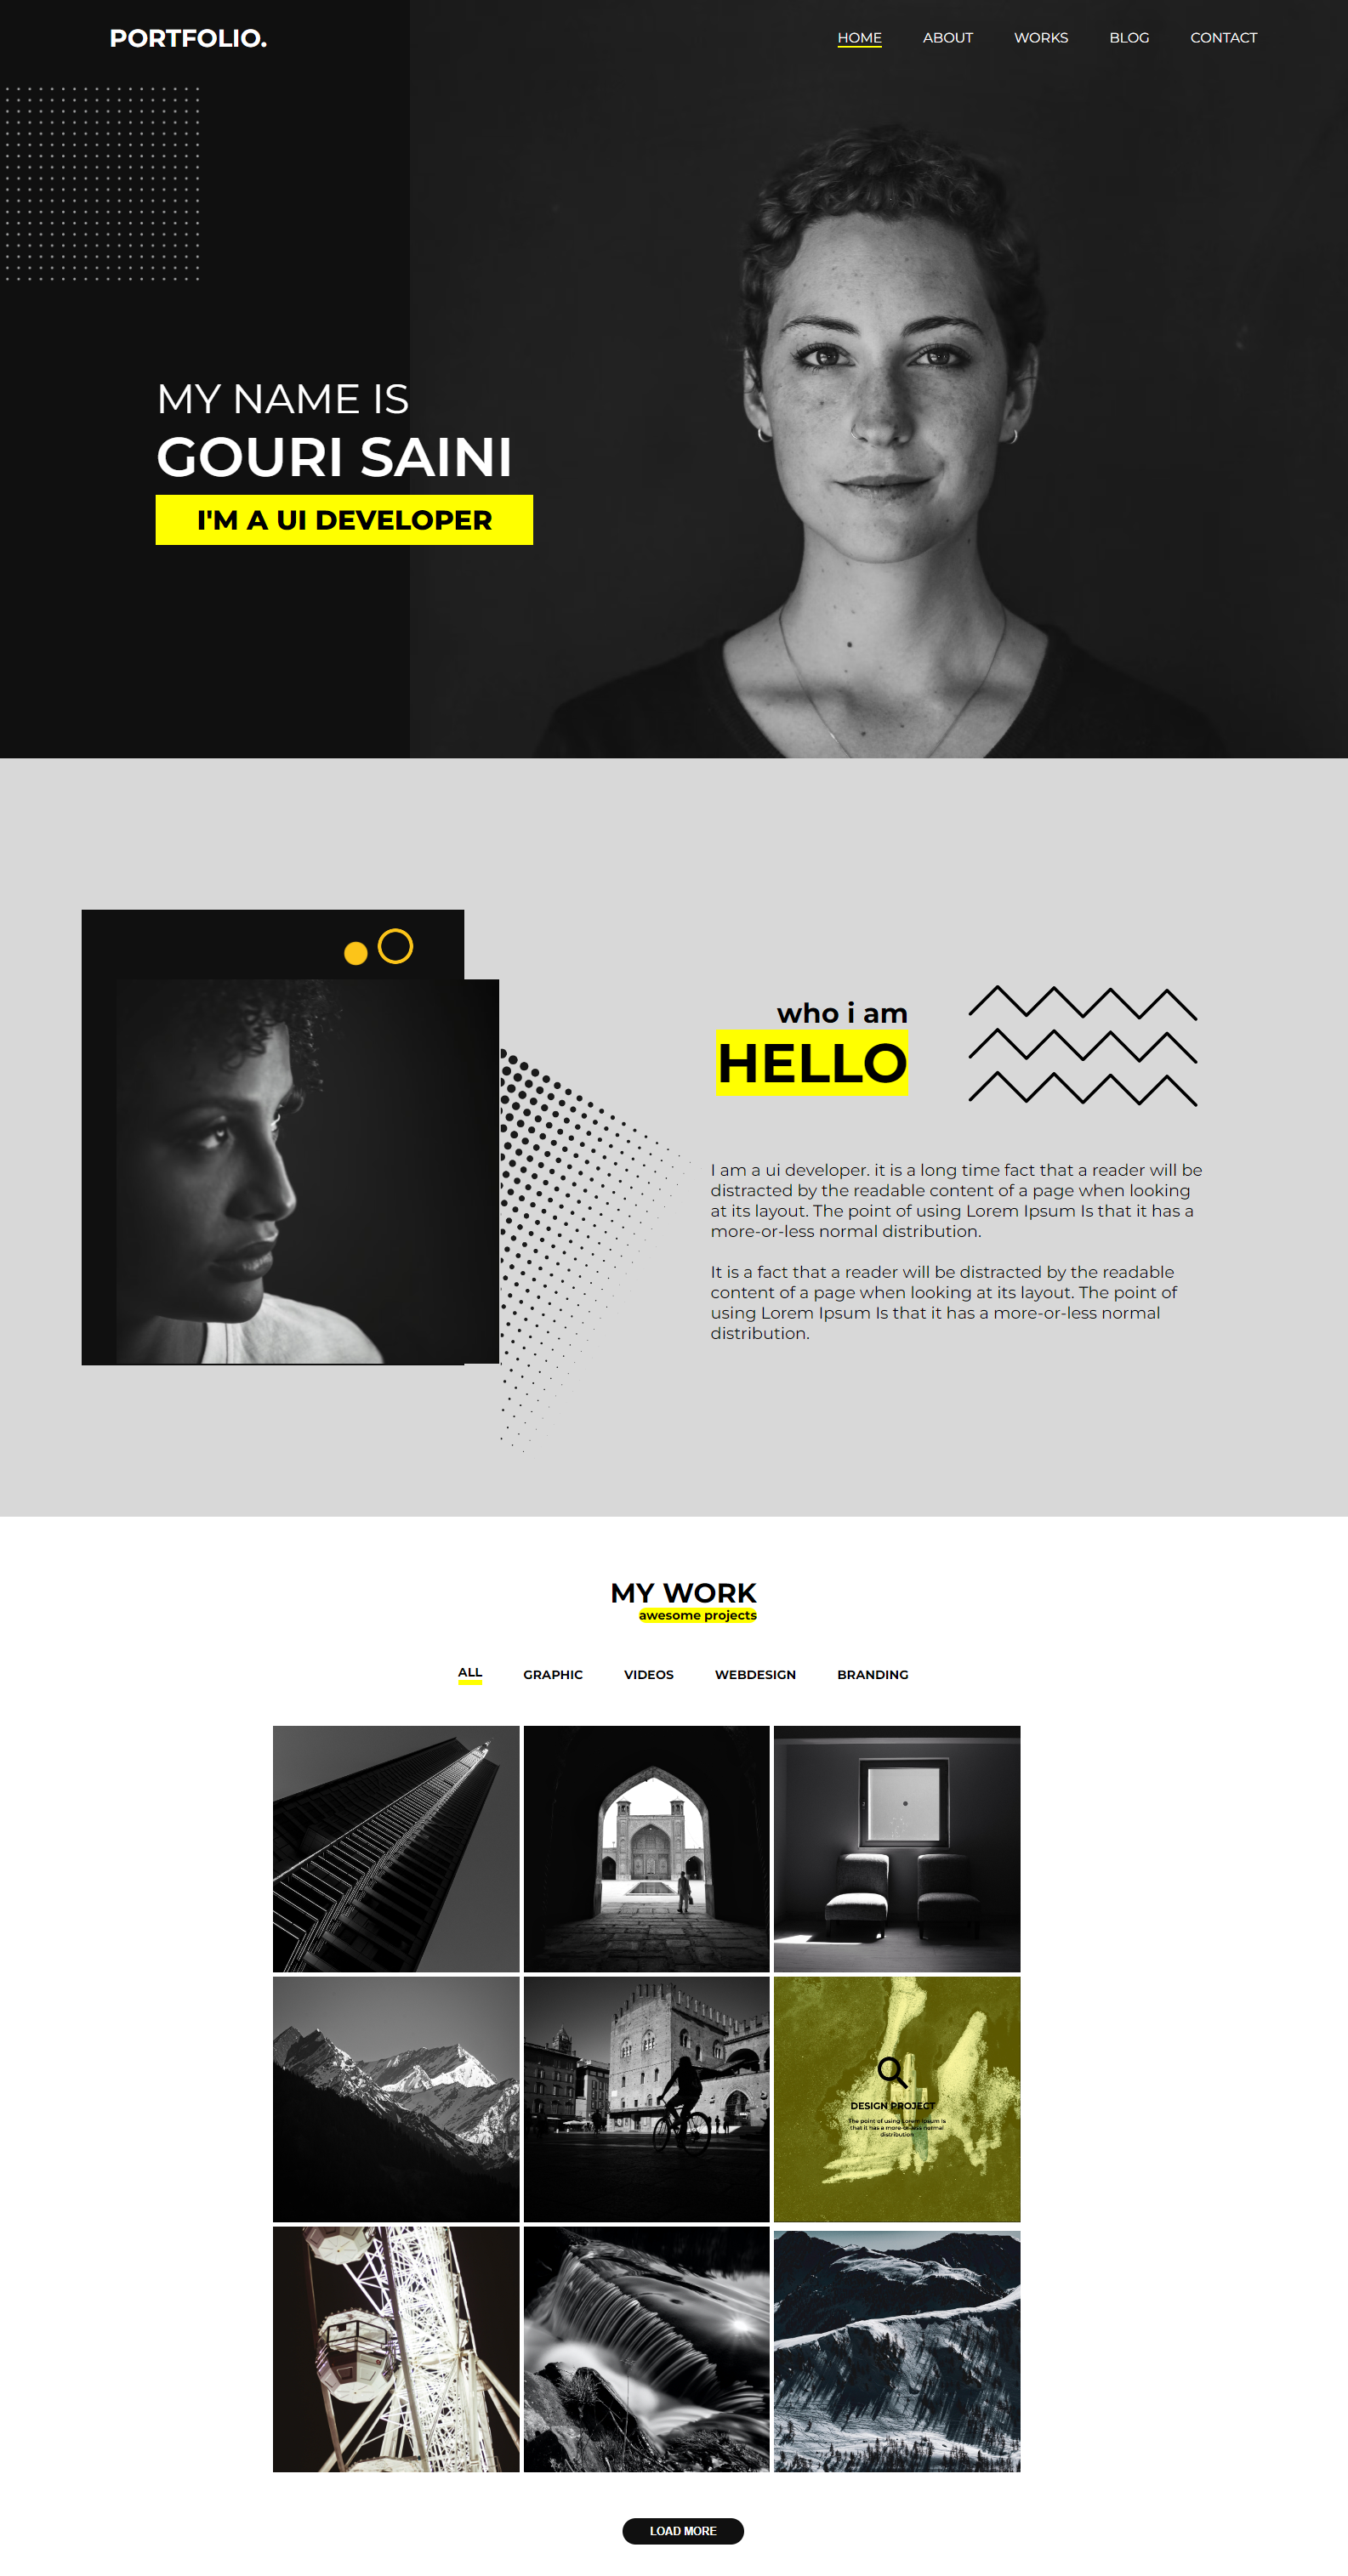 PORTFOLIO.
HOME ABOUT WORKS BLOG CONTACT
MY NAME IS
GOURI SAINI
I'M A UI DEVELOPER
who i am
HELLO
I am a ui developer. it is a long time fact that a reader will be
distracted by the readable content of a page when looking
at its layout. The point of using Lorem Ipsum Is that it has a
more-or-less normal distribution.
It is a fact that a reader will be distracted by the readable
content of a page when looking at its layout. The point of
using Lorem Ipsum Is that it has a more-or-less normal
distribution.
MY WORK
awesome projects
ALL GRAPHIC VIDEOS WEBDESIGN BRANDING
DESIGN PROJECT
The point of using Lorem Ipsum Is
that it has a more-or-less normal
distribution
LOAD MORE